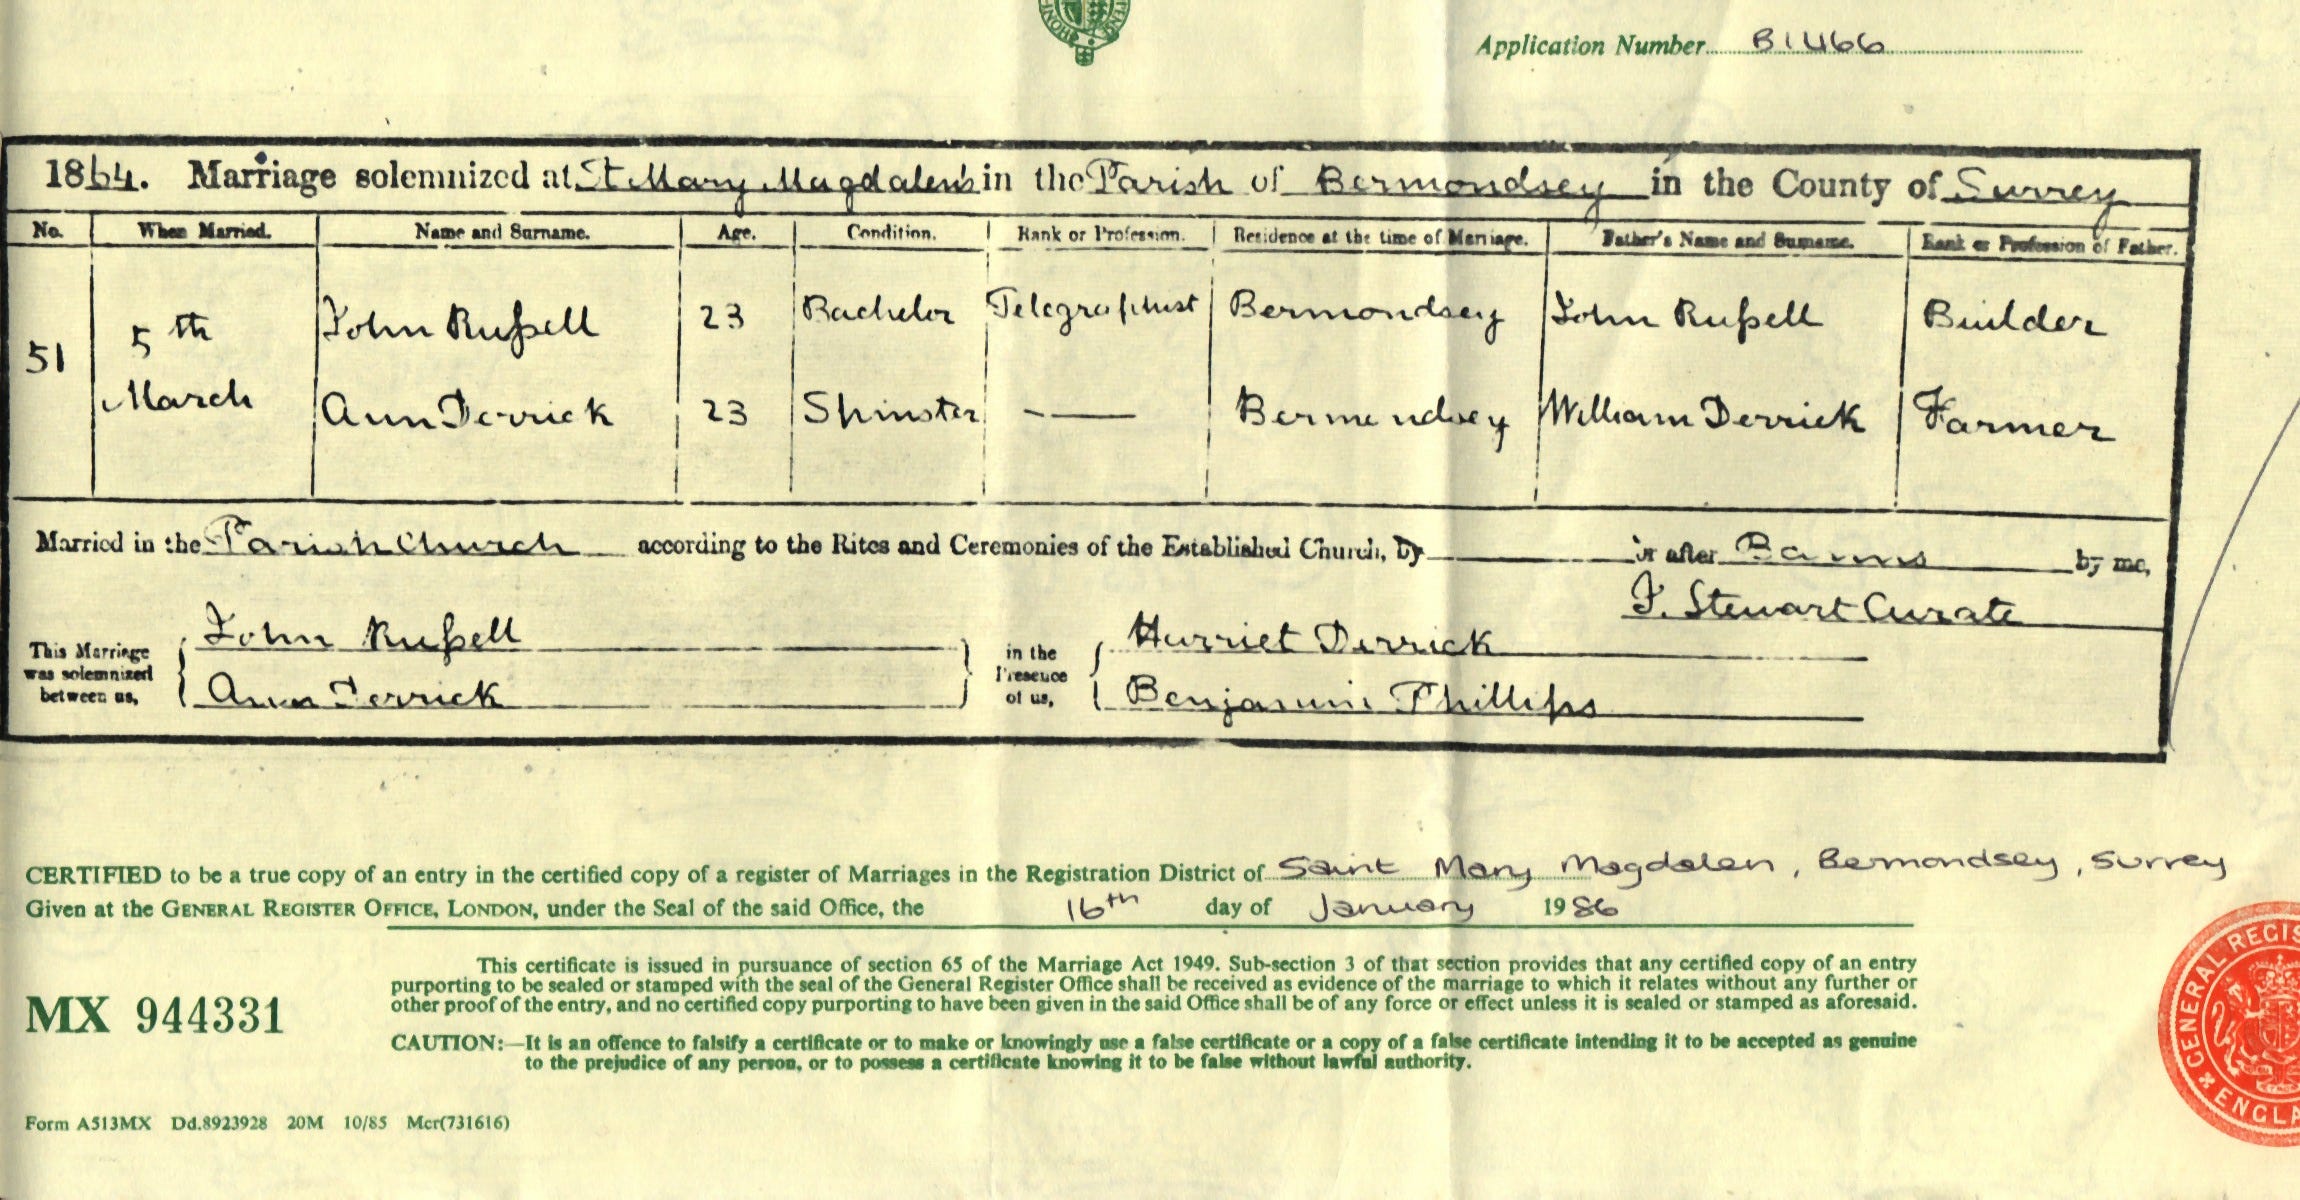 Application Number B1466
1864. Marriage solemnized at St Mary Magdalen's in the Parish of Bermondsey in the County of Surrey
No. When Married. Name and Surname. Age. Condition. Rank or Profession. Residence at the time of Marriage. Father's Name and Surname. Rank or Profession of Father.
51 5th March
John Rußell 23 Bachelor Telegraphist Bermondsey John Rußell Builder
Ann Derrick 23 Spinster — Bermondsey William Derrick Farmer
Married in the Parish Church according to the Rites and Ceremonies of the Established Church, by or after Banns by me,
F. Stewart Curate
This Marriage was solemnized between us, John Rußell Ann Derrick
in the Presence of us, Harriet Derrick Benjamin Phillips
CERTIFIED to be a true copy of an entry in the certified copy of a register of Marriages in the Registration District of Saint Mary Magdalen, Bermondsey, Surrey
Given at the GENERAL REGISTER OFFICE, LONDON, under the Seal of the said Office, the 16th day of January 1986
This certificate is issued in pursuance of section 65 of the Marriage Act 1949. Sub-section 3 of that section provides that any certified copy of an entry
purporting to be sealed or stamped with the seal of the General Register Office shall be received as evidence of the marriage to which it relates without any further or
other proof of the entry, and no certified copy purporting to have been given in the said Office shall be of any force or effect unless it is sealed or stamped as aforesaid.
MX 944331
CAUTION:—It is an offence to falsify a certificate or to make or knowingly use a false certificate or a copy of a false certificate intending it to be accepted as genuine
to the prejudice of any person, or to possess a certificate knowing it to be false without lawful authority.
Form A513MX Dd.8923928 20M 10/85 Mcr(731616)
GENERAL REGIS
ENGLA